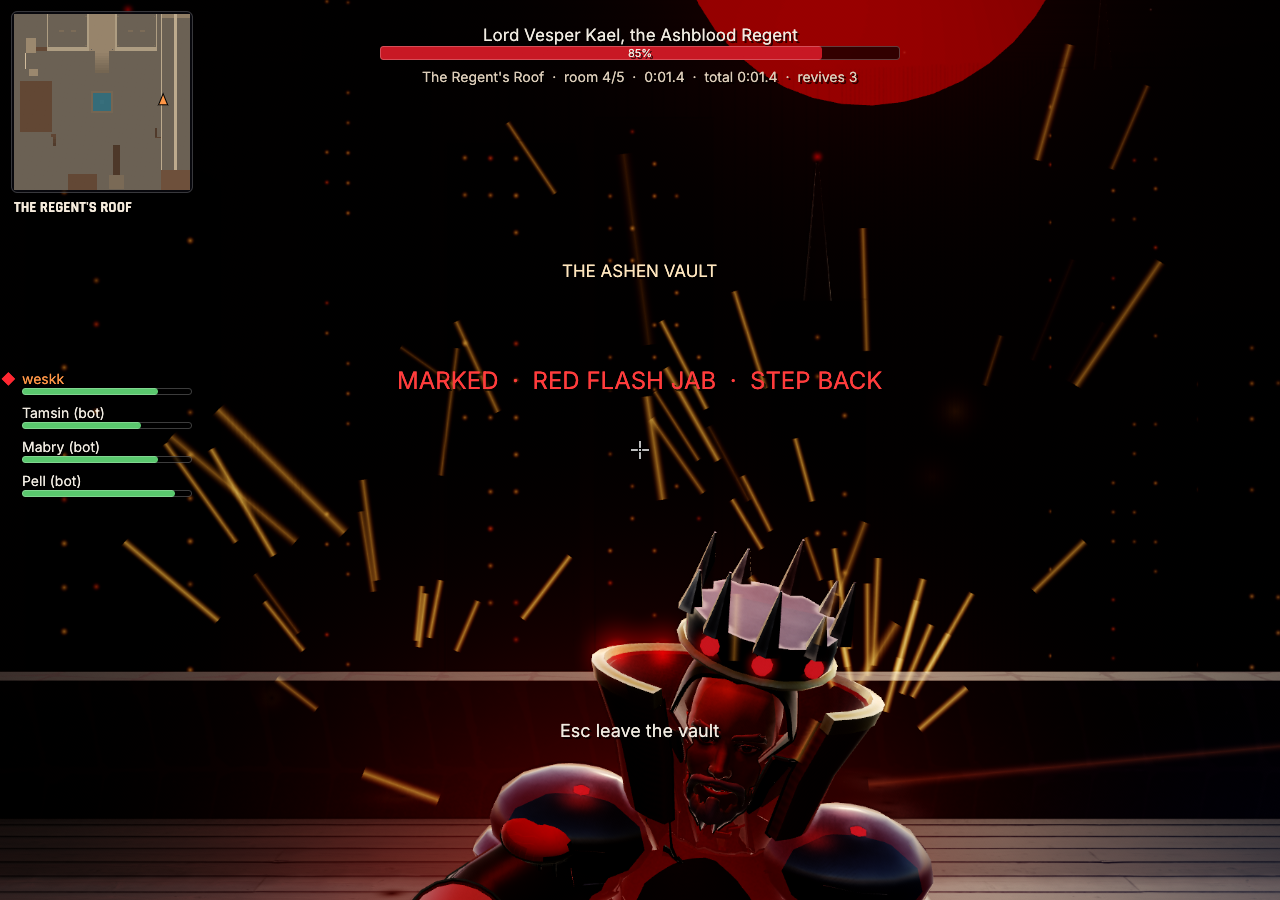 Lord Vesper Kael, the Ashblood Regent
85%
The Regent's Roof · room 4/5 · 0:01.4 · total 0:01.4 · revives 3
THE REGENT'S ROOF
THE ASHEN VAULT
MARKED · RED FLASH JAB · STEP BACK
weskk
Tamsin (bot)
Mabry (bot)
Pell (bot)
Esc leave the vault